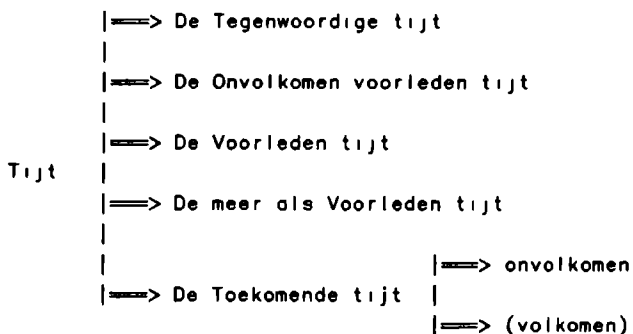 De Tegenwoordige tijt
De Onvolkomen voorleden tijt
De Voorleden tijt
Tijt
De meer als Voorleden tijt
onvolkomen
De Toekomende tijt
(volkomen)